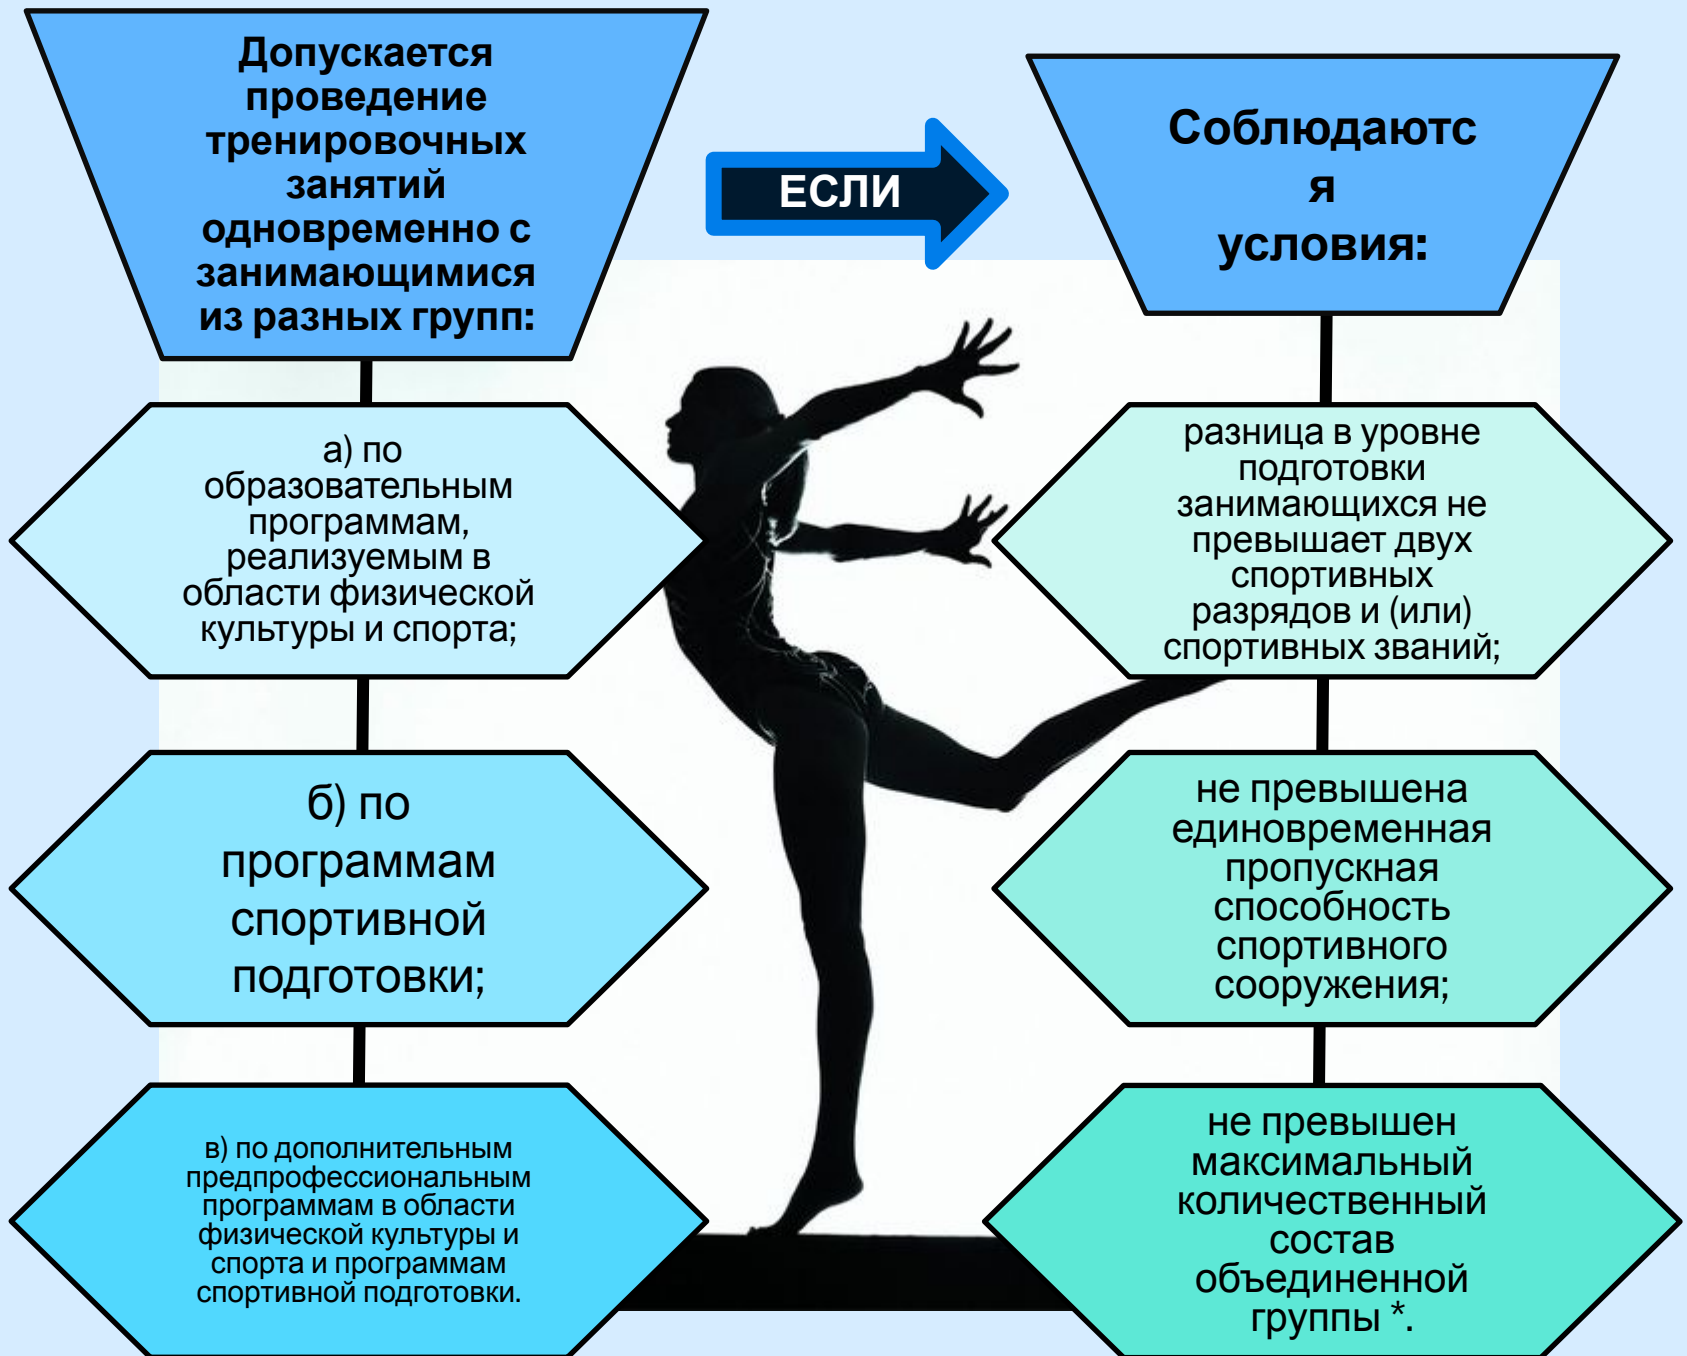 Допускается
проведение
тренировочных
занятий
одновременно с
занимающимися
из разных групп:
ЕСЛИ
Соблюдаютс
я
условия:
а) по
образовательным
программам,
реализуемым в
области физической
культуры и спорта;
б) по
программам
спортивной
подготовки;
в) по дополнительным
предпрофессиональным
программам в области
физической культуры и
спорта и программам
спортивной подготовки.
разница в уровне
подготовки
занимающихся не
превышает двух
спортивных
разрядов и (или)
спортивных званий;
не превышена
единовременная
пропускная
способность
спортивного
сооружения;
не превышен
максимальный
количественный
состав
объединенной
группы *.